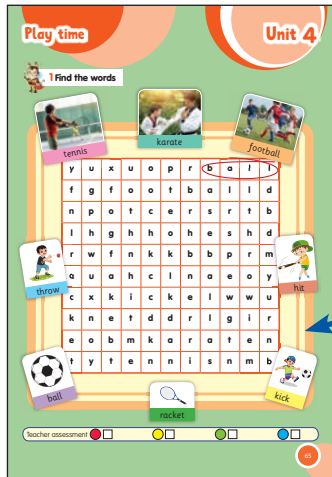 Play time
Unit 4
1 Find the words
tennis
karate
football
y u x u o p r b a l l
f g f o o t b a l l d
n p o t c e r s r t b
l h g h h o h e s h d
r w f n k k b b p r m
a u a h c l n a e o y
c x k i c k e l w w u
k n e t d d r l g i r
e o b m k a r a t e n
t y t e n n i s n m b
throw
hit
ball
racket
kick
Teacher assessment
65